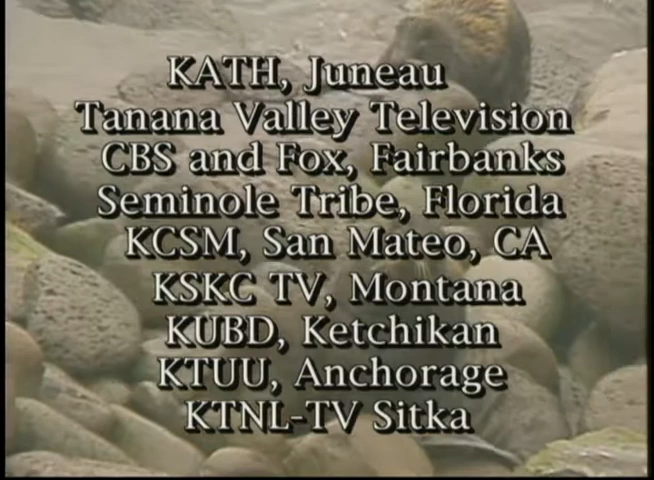 KATH, Juneau
Tanana Valley Television
CBS and Fox, Fairbanks
Seminole Tribe, Florida
KCSM, San Mateo, CA
KSKC TV, Montana
KUBD, Ketchikan
KTUU, Anchorage
KTNL-TV Sitka